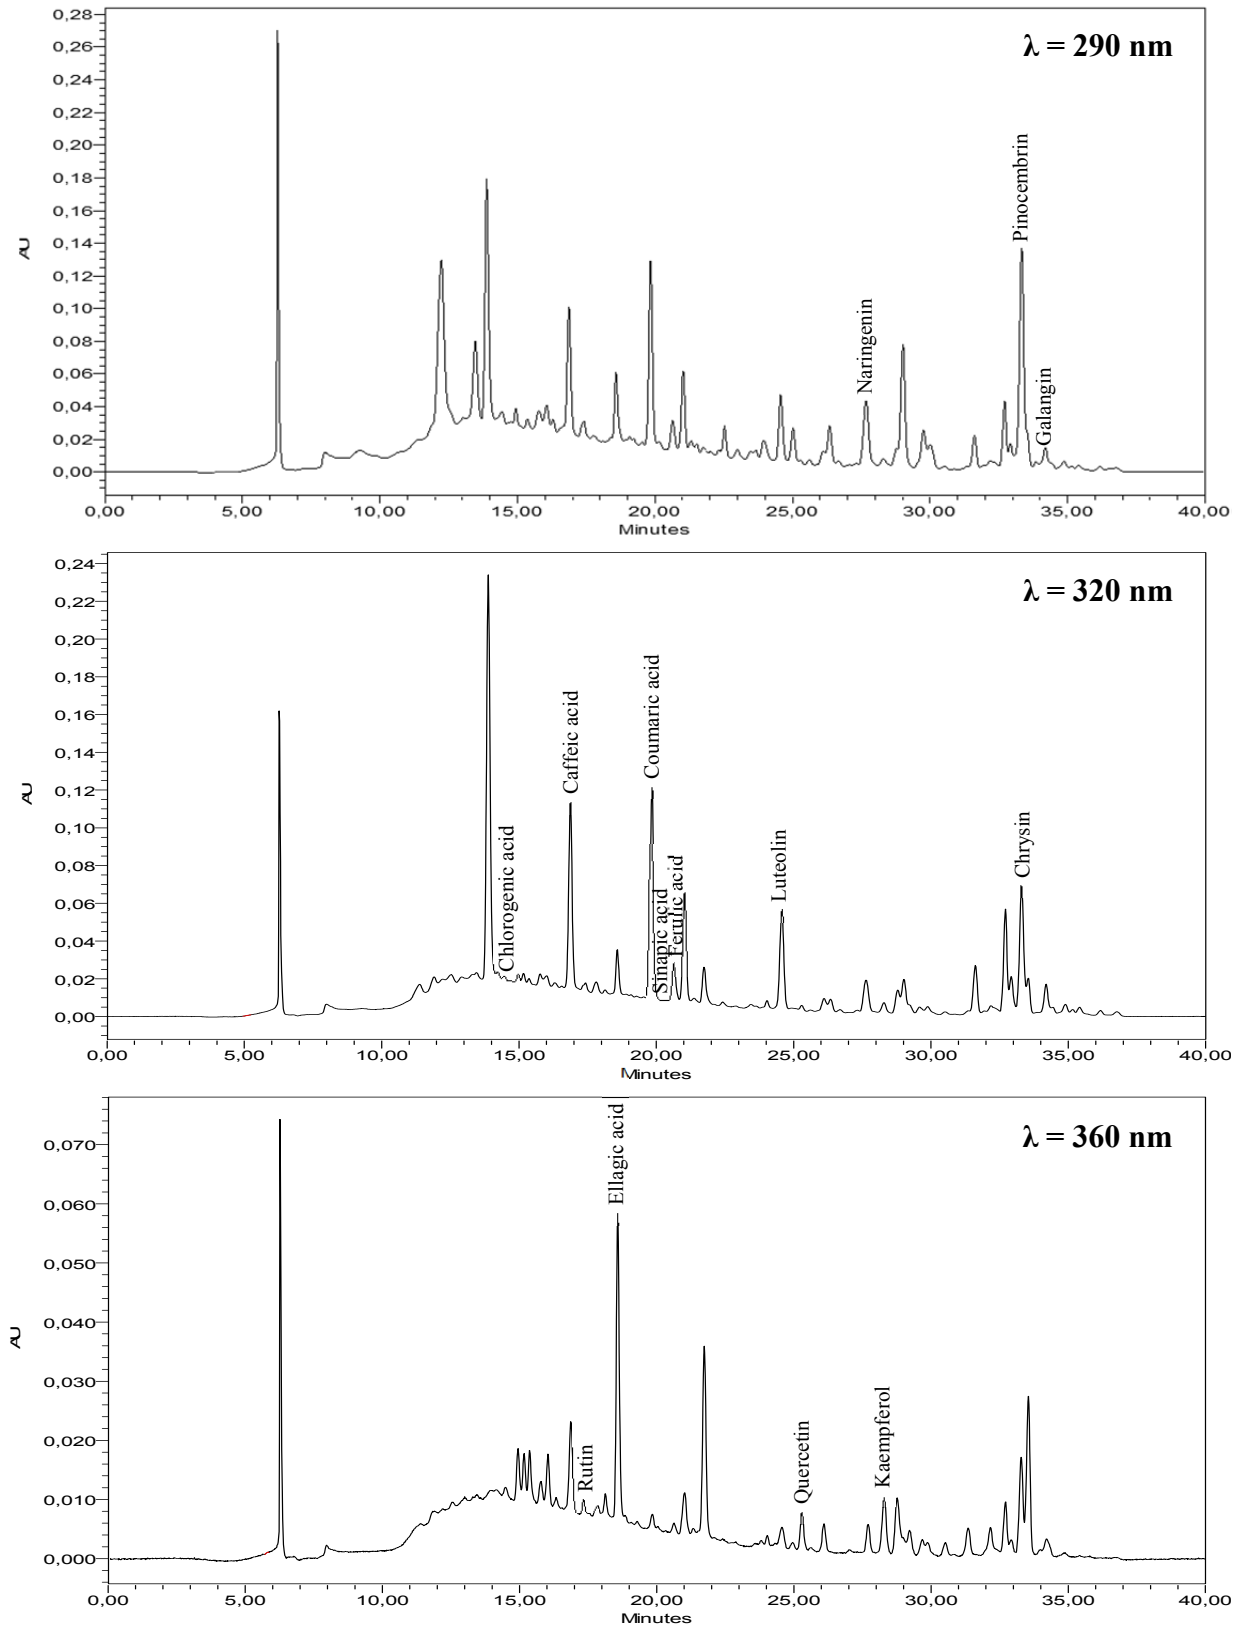 λ = 290 nm
0,28
0,26
0,24
0,22
0,20
0,18
0,16
0,14
0,12
0,10
0,08
0,06
0,04
0,02
0,00
AU
Naringenin
Pinocembrin
Galangin
0,00 5,00 10,00 15,00 20,00 25,00 30,00 35,00 40,00
Minutes
λ = 320 nm
0,24
0,22
0,20
0,18
0,16
0,14
0,12
0,10
0,08
0,06
0,04
0,02
0,00
AU
Chlorogenic acid
Caffeic acid
Coumaric acid
Sinapic acid
Ferulic acid
Luteolin
Chrysin
0,00 5,00 10,00 15,00 20,00 25,00 30,00 35,00 40,00
Minutes
λ = 360 nm
0,070
0,060
0,050
0,040
0,030
0,020
0,010
0,000
AU
Rutin
Ellagic acid
Quercetin
Kaempferol
0,00 5,00 10,00 15,00 20,00 25,00 30,00 35,00 40,00
Minutes